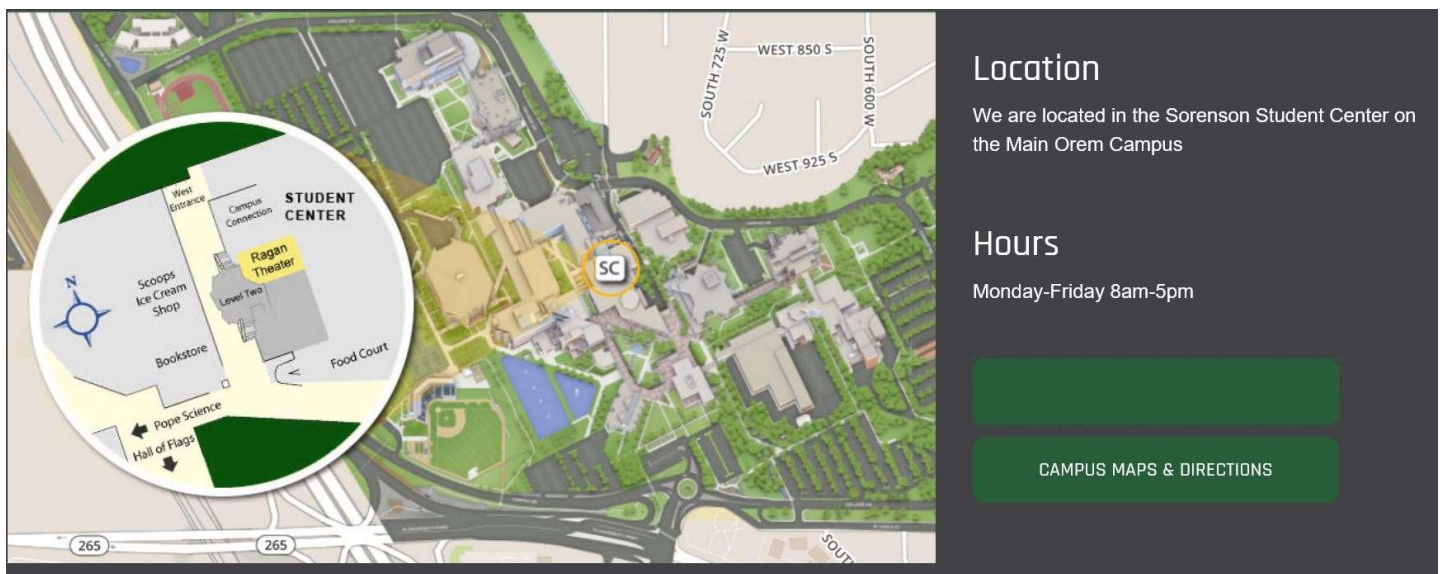 WEST 850 S
SOUTH 725 W
SOUTH 600 W
WEST 925 S
West
Entrance
Campus
Connection
STUDENT
CENTER
Ragan
Theater
N
Scoops
Ice Cream
Shop
Level Two
Bookstore
Food Court
Pope Science
Hall of Flags
SC
265
265
Location
We are located in the Sorenson Student Center on
the Main Orem Campus
Hours
Monday-Friday 8am-5pm
CAMPUS MAPS & DIRECTIONS